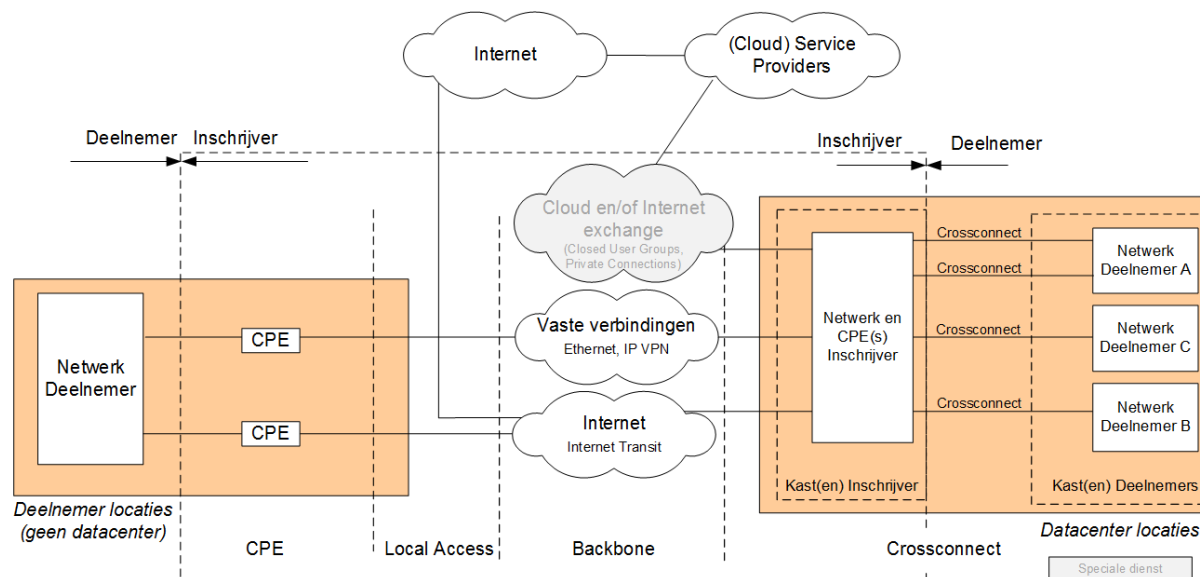 Internet
(Cloud) Service
Providers
Deelnemer
Inschrijver
Inschrijver
Deelnemer
Cloud en/of Internet
exchange
(Closed User Groups,
Private Connections)
Crossconnect
Netwerk
Deelnemer A
Crossconnect
Netwerk
Deelnemer
CPE
Vaste verbindingen
Ethernet, IP VPN
Netwerk en
CPE(s)
Inschrijver
Crossconnect
Netwerk
Deelnemer C
CPE
Internet
Internet Transit
Crossconnect
Netwerk
Deelnemer B
Kast(en) Inschrijver
Kast(en) Deelnemers
Deelnemer locaties
(geen datacenter)
Datacenter locaties
CPE
Local Access
Backbone
Crossconnect
Speciale dienst